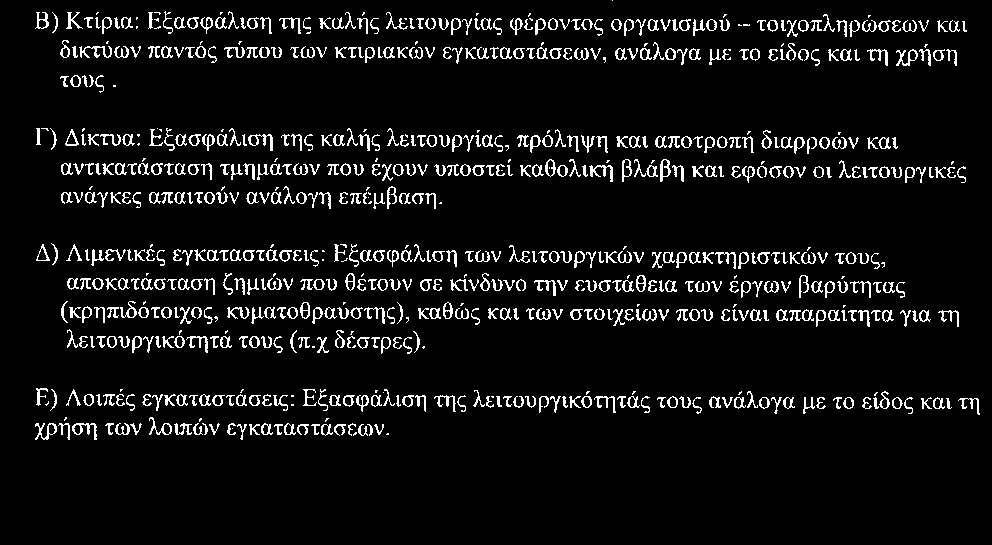 Β) Κτίρια: Εξασφάλιση της καλής λειτουργίας φέροντος οργανισμού – τοιχοπληρώσεων και
δικτύων παντός τύπου των κτιριακών εγκαταστάσεων, ανάλογα με το είδος και τη χρήση
τους .
Γ) Δίκτυα: Εξασφάλιση της καλής λειτουργίας, πρόληψη και αποτροπή διαρροών και
αντικατάσταση τμημάτων που έχουν υποστεί καθολική βλάβη και εφόσον οι λειτουργικές
ανάγκες απαιτούν ανάλογη επέμβαση.
Δ) Λιμενικές εγκαταστάσεις: Εξασφάλιση των λειτουργικών χαρακτηριστικών τους,
αποκατάσταση ζημιών που θέτουν σε κίνδυνο την ευστάθεια των έργων βαρύτητας
(κρηπιδότοιχος, κυματοθραύστης), καθώς και των στοιχείων που είναι απαραίτητα για τη
λειτουργικότητά τους (π.χ δέστρες).
Ε) Λοιπές εγκαταστάσεις: Εξασφάλιση της λειτουργικότητάς τους ανάλογα με το είδος και τη
χρήση των λοιπών εγκαταστάσεων.